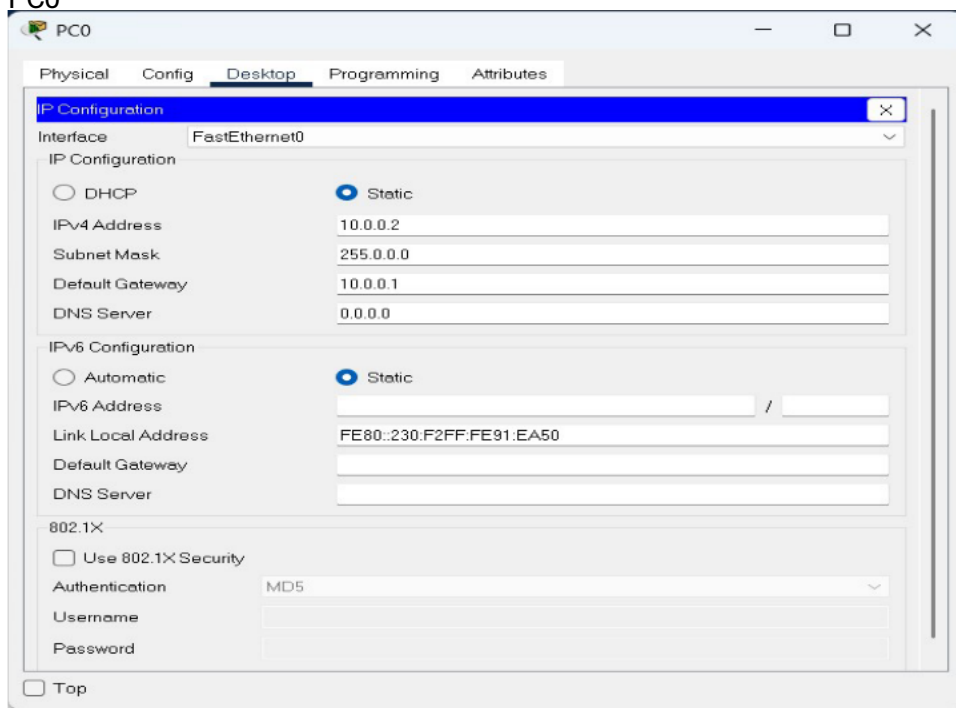 PC0
PC0
Physical Config Desktop Programming Attributes
IP Configuration X
Interface FastEthernet0
IP Configuration
DHCP Static
IPv4 Address 10.0.0.2
Subnet Mask 255.0.0.0
Default Gateway 10.0.0.1
DNS Server 0.0.0.0
IPv6 Configuration
Automatic Static
IPv6 Address /
Link Local Address FE80::230:F2FF:FE91:EA50
Default Gateway
DNS Server
802.1X
Use 802.1X Security
Authentication MD5
Username
Password
Top